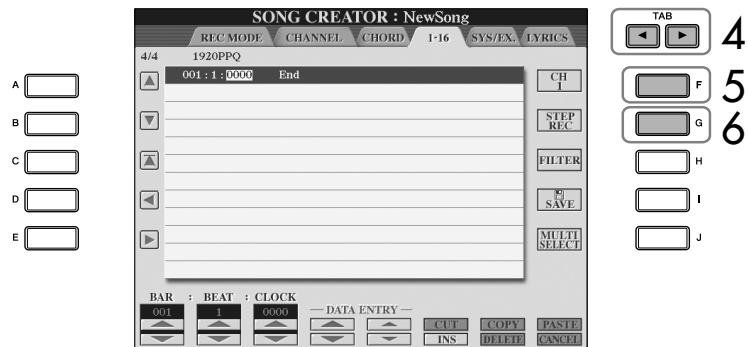 SONG CREATOR : NewSong
TAB
REC MODE CHANNEL CHORD 1-16 SYS/EX. LYRICS
4
4/4 1920PPQ
001 : 1 : 0000 End
CH
1
A
F 5
B
STEP
REC
G 6
C
FILTER
H
D
SAVE
I
E
MULTI
SELECT
J
BAR : BEAT : CLOCK
DATA ENTRY
001 1 0000
CUT COPY PASTE
INS DELETE CANCEL